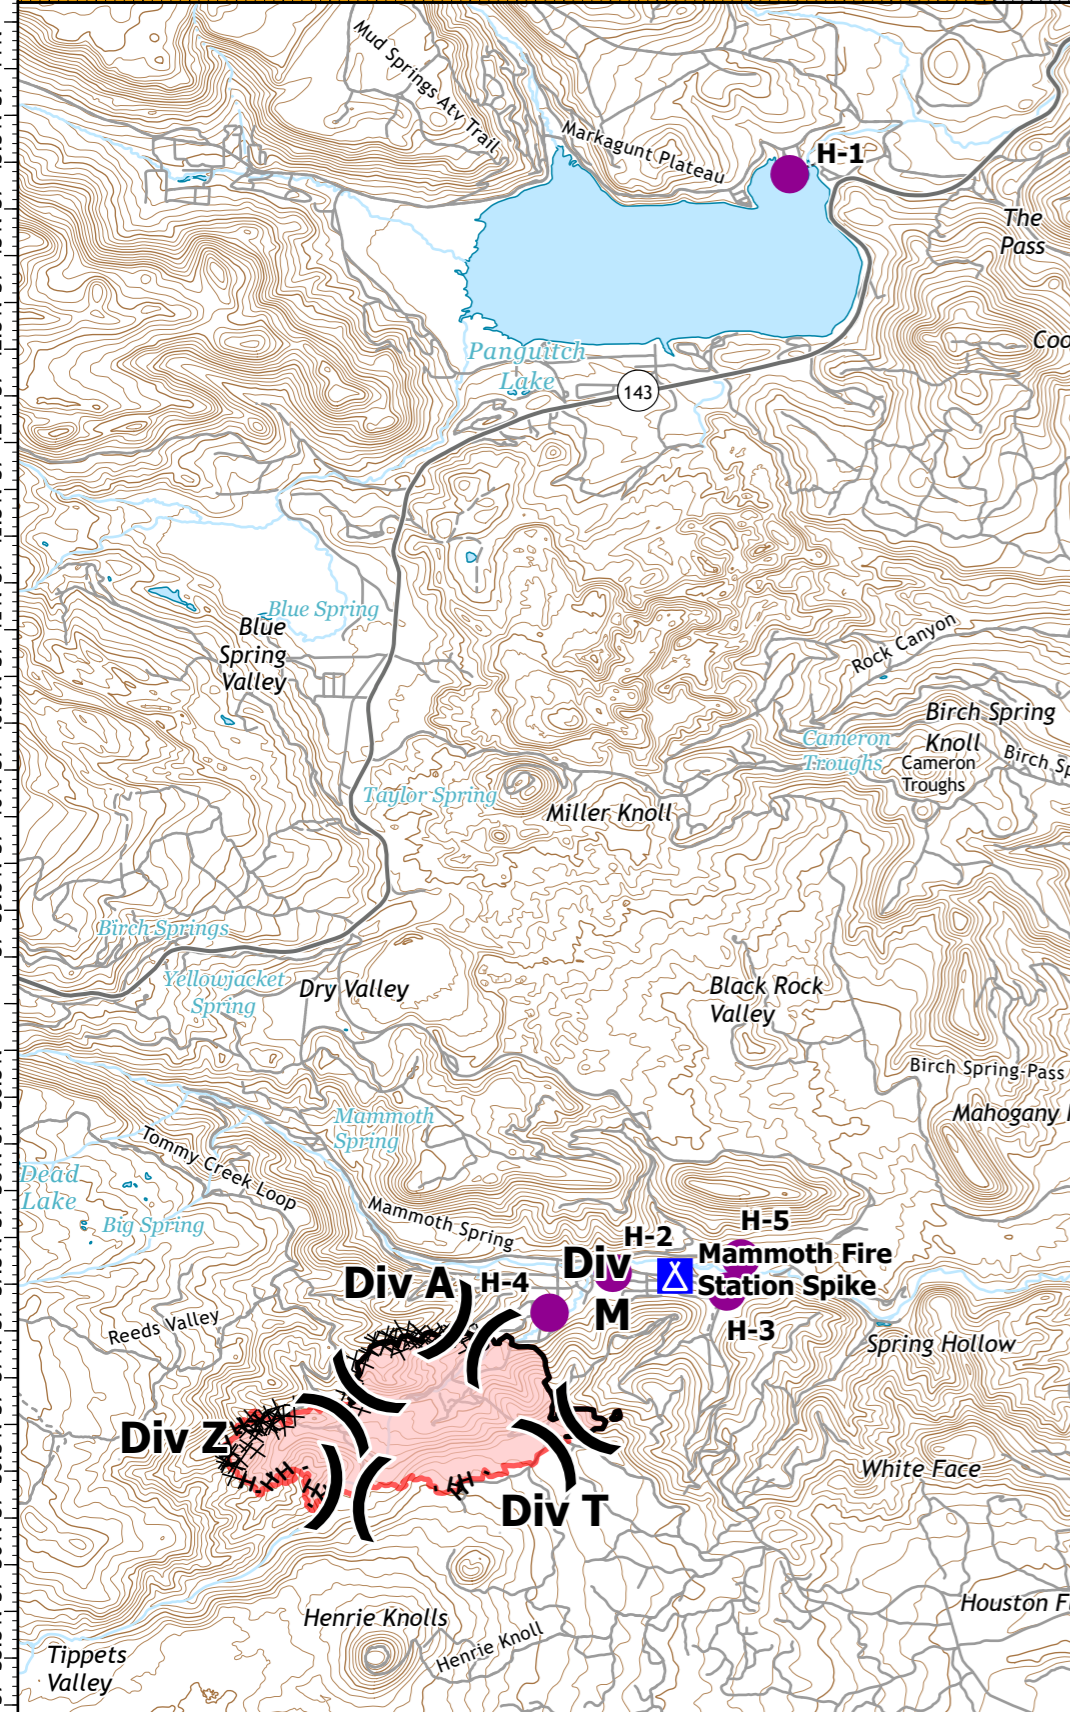 Mud Springs Atv Trail
Markagunt Plateau
H-1
The
Pass
Coo
Panguitch
Lake
143
Blue Spring
Blue
Spring
Valley
Rock Canyon
Birch Spring
Knoll
Cameron
Troughs
Cameron
Troughs
Birch Sp
Taylor Spring
Miller Knoll
Birch Springs
Yellowjacket
Spring
Dry Valley
Black Rock
Valley
Birch Spring-Pass
Mahogany
Mammoth
Spring
Tommy Creek Loop
Dead
Lake
Big Spring
Mammoth Spring
H-5
H-2
Mammoth Fire
Station Spike
Div
M
Div A
H-4
H-3
Reeds Valley
Spring Hollow
Div Z
White Face
Div T
Henrie Knolls
Henrie Knoll
Houston F
Tippets
Valley